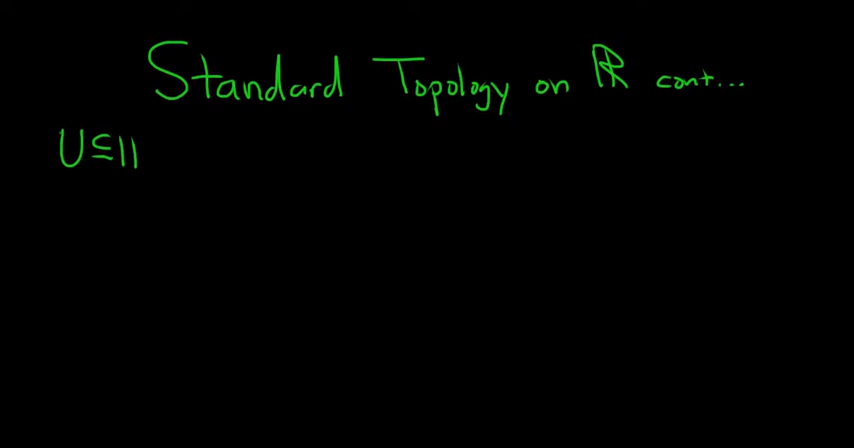 Standard Topology on ℝ cont...
U ⊆ ||